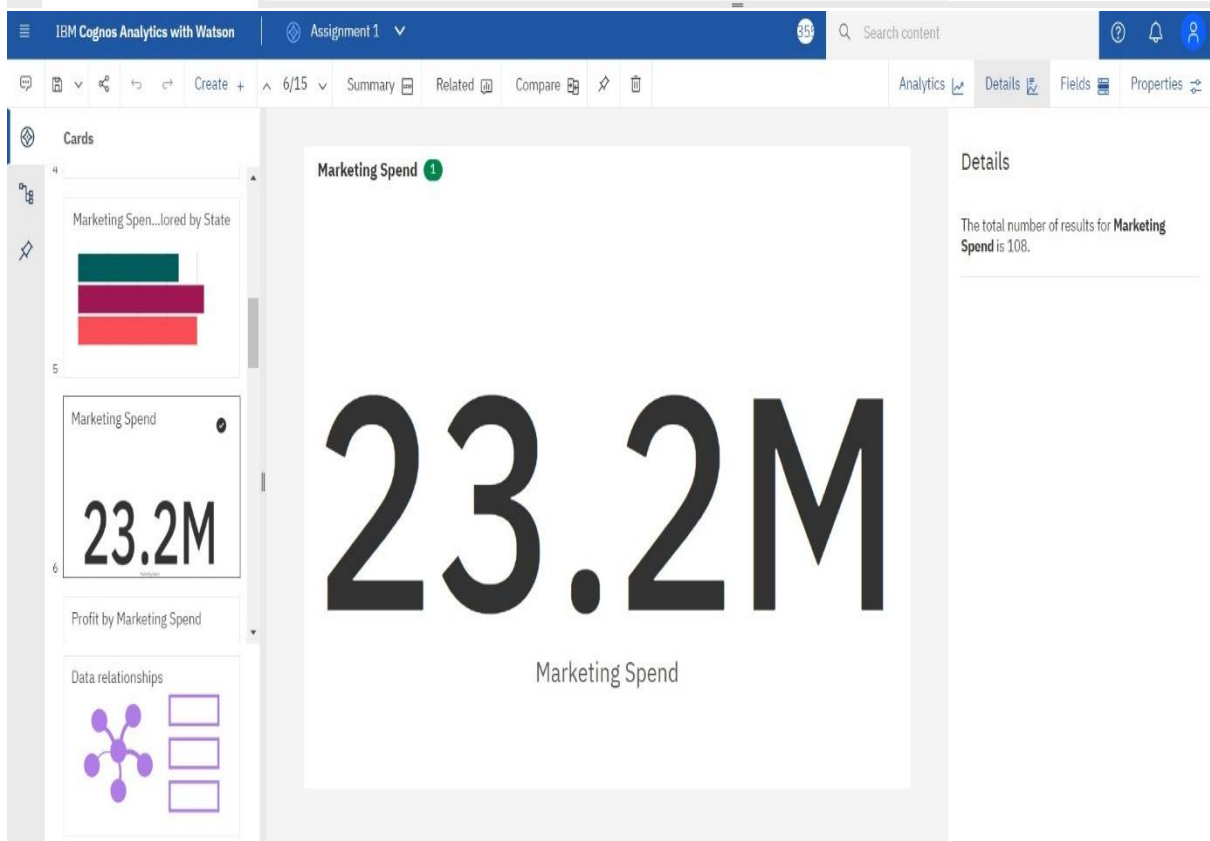 IBM Cognos Analytics with Watson
Assignment 1
Search content
Create +
6/15
Summary
Related
Compare
Analytics
Details
Fields
Properties
Cards
4
Marketing Spen...lored by State
5
Marketing Spend
23.2M
6
Profit by Marketing Spend
Data relationships
Marketing Spend 1
23.2M
Marketing Spend
Details
The total number of results for Marketing
Spend is 108.